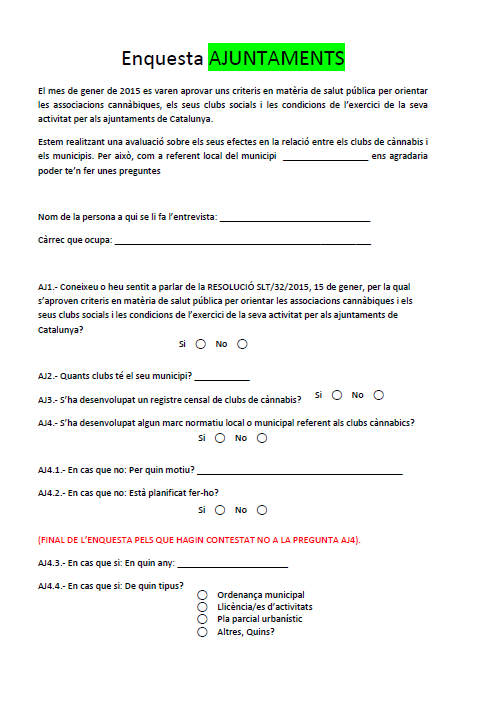 Enquesta AJUNTAMENTS
El mes de gener de 2015 es varen aprovar uns criteris en matèria de salut pública per orientar
les associacions cannàbiques, els seus clubs socials i les condicions de l'exercici de la seva
activitat per als ajuntaments de Catalunya.
Estem realitzant una avaluació sobre els seus efectes en la relació entre els clubs de cànnabis i
els municipis. Per això, com a referent local del municipi _________________ ens agradaria
poder te'n fer unes preguntes
Nom de la persona a qui se li fa l'entrevista: ______________________________
Càrrec que ocupa: ___________________________________________________
AJ1.- Coneixeu o heu sentit a parlar de la RESOLUCIÓ SLT/32/2015, 15 de gener, per la qual
s'aproven criteris en matèria de salut pública per orientar les associacions cannàbiques i els
seus clubs socials i les condicions de l'exercici de la seva activitat per als ajuntaments de
Catalunya?
Si ○ No ○
AJ2.- Quants clubs té el seu municipi? ___________
AJ3.- S'ha desenvolupat un registre censal de clubs de cànnabis? Si ○ No ○
AJ4.- S'ha desenvolupat algun marc normatiu local o municipal referent als clubs cànnabics?
Si ○ No ○
AJ4.1.- En cas que no: Per quin motiu? _________________________________________
AJ4.2.- En cas que no: Està planificat fer-ho?
Si ○ No ○
(FINAL DE L'ENQUESTA PELS QUE HAGIN CONTESTAT NO A LA PREGUNTA AJ4).
AJ4.3.- En cas que si: En quin any: ______________________
AJ4.4.- En cas que si: De quin tipus?
○ Ordenança municipal
○ Llicència/es d'activitats
○ Pla parcial urbanístic
○ Altres, Quins?